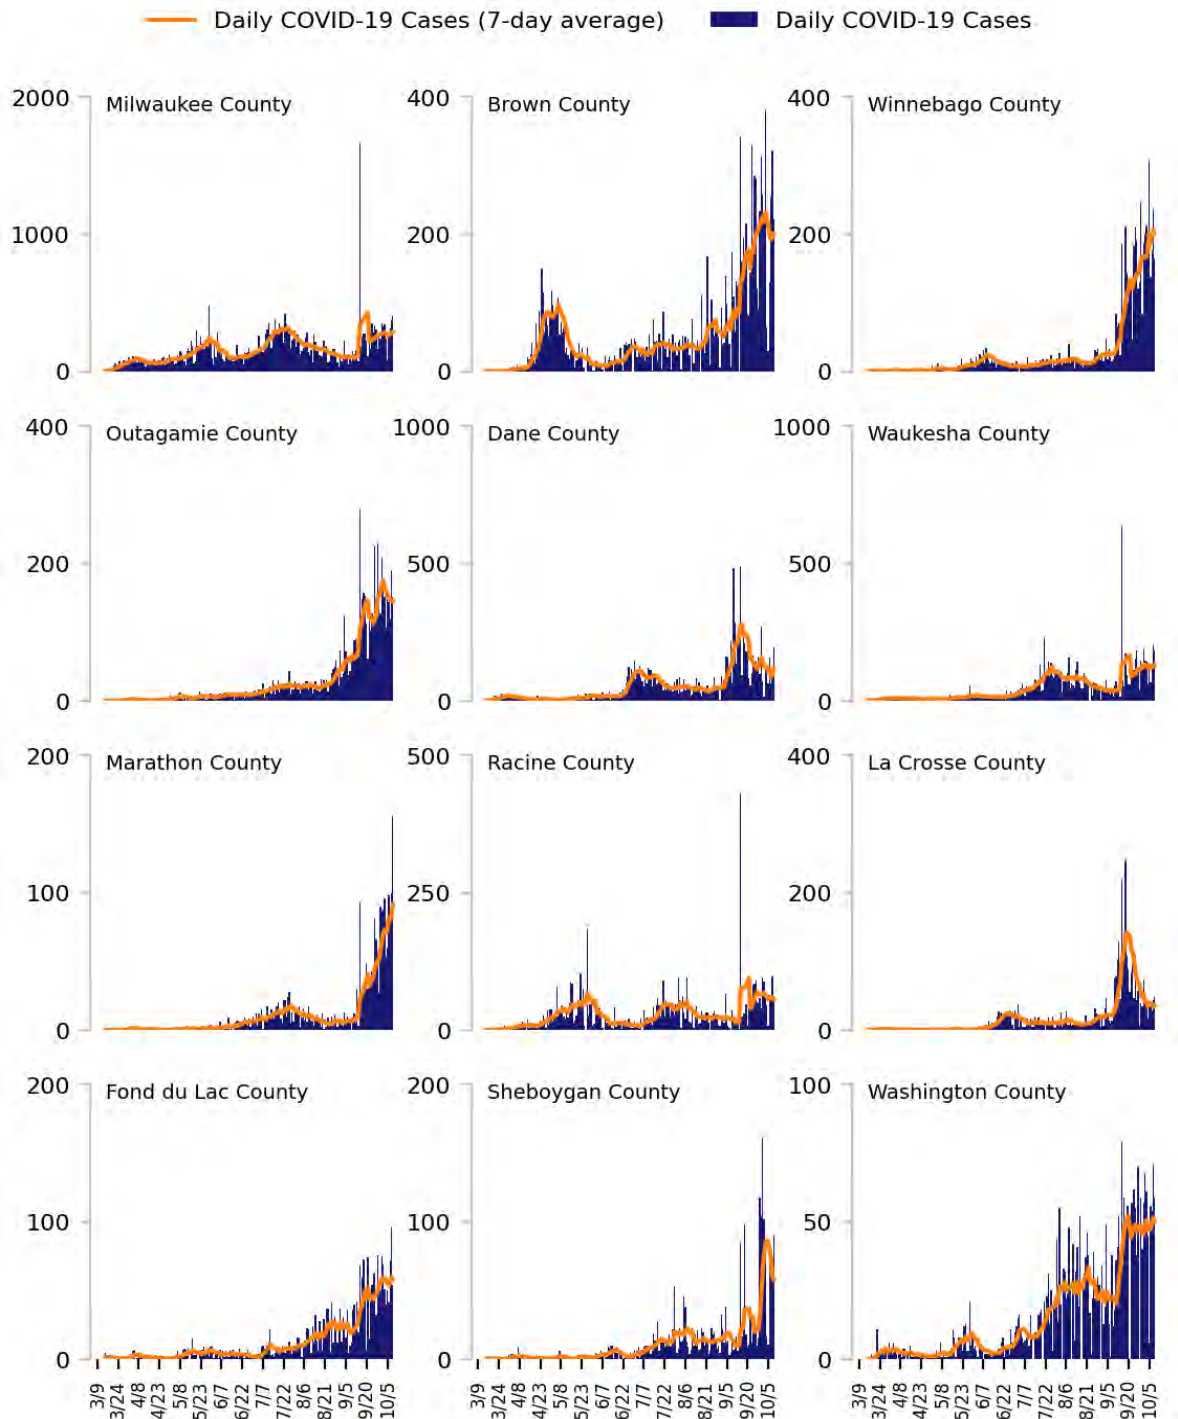 Daily COVID-19 Cases (7-day average) Daily COVID-19 Cases
2000 Milwaukee County 400 Brown County 400 Winnebago County
1000 200 200
0 0 0
400 Outagamie County 1000 Dane County 1000 Waukesha County
200 500 500
0 0 0
200 Marathon County 500 Racine County 400 La Crosse County
100 250 200
0 0 0
200 Fond du Lac County 200 Sheboygan County 100 Washington County
100 100 50
0 0 0
3/9 3/24 4/8 4/23 5/8 5/23 6/7 6/22 7/7 7/22 8/6 8/21 9/5 9/20 10/5 3/9 3/24 4/8 4/23 5/8 5/23 6/7 6/22 7/7 7/22 8/6 8/21 9/5 9/20 10/5 3/9 3/24 4/8 4/23 5/8 5/23 6/7 6/22 7/7 7/22 8/6 8/21 9/5 9/20 10/5